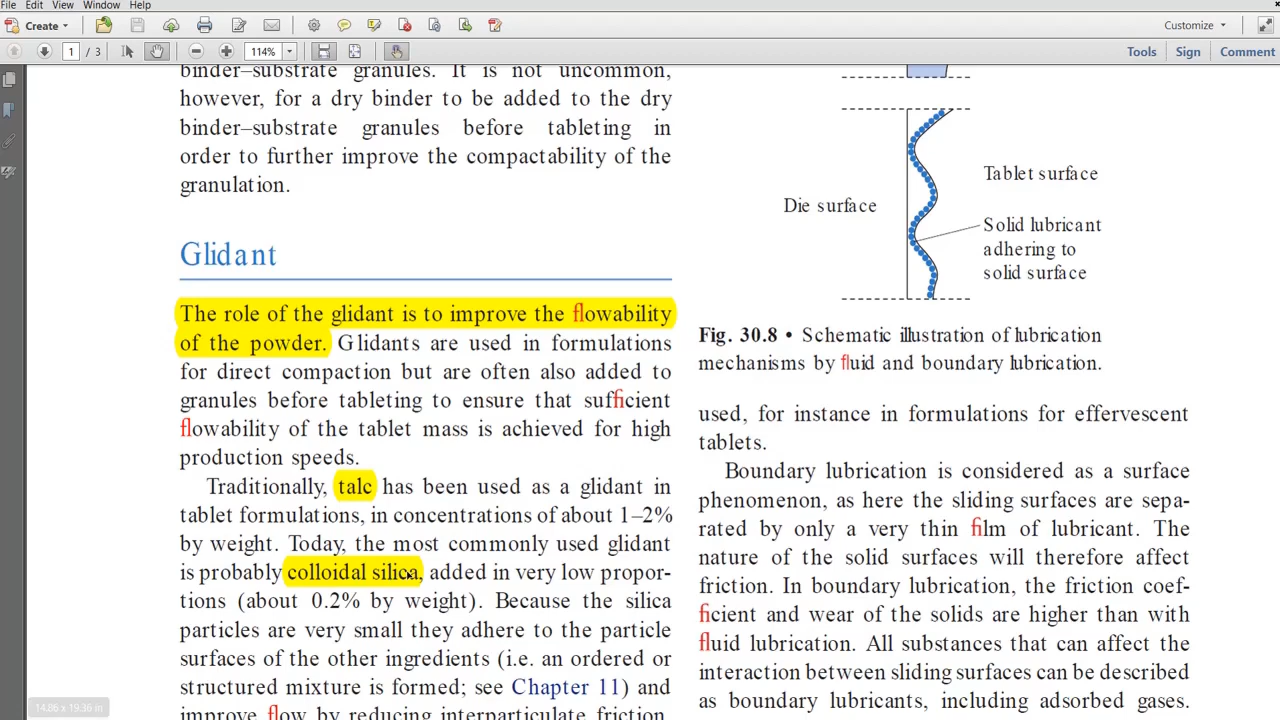 File Edit View Window Help
Create
Customize
1 / 3
114%
Tools Sign Comment
binder–substrate granules. It is not uncommon,
however, for a dry binder to be added to the dry
binder–substrate granules before tableting in
order to further improve the compactability of the
granulation.
Glidant
The role of the glidant is to improve the flowability
of the powder. Glidants are used in formulations
for direct compaction but are often also added to
granules before tableting to ensure that sufficient
flowability of the tablet mass is achieved for high
production speeds.
Traditionally, talc has been used as a glidant in
tablet formulations, in concentrations of about 1–2%
by weight. Today, the most commonly used glidant
is probably colloidal silica, added in very low propor-
tions (about 0.2% by weight). Because the silica
particles are very small they adhere to the particle
surfaces of the other ingredients (i.e. an ordered or
structured mixture is formed; see Chapter 11) and
improve flow by reducing interparticulate friction.
Die surface
Tablet surface
Solid lubricant
adhering to
solid surface
Fig. 30.8 • Schematic illustration of lubrication
mechanisms by fluid and boundary lubrication.
used, for instance in formulations for effervescent
tablets.
Boundary lubrication is considered as a surface
phenomenon, as here the sliding surfaces are sepa-
rated by only a very thin film of lubricant. The
nature of the solid surfaces will therefore affect
friction. In boundary lubrication, the friction coef-
ficient and wear of the solids are higher than with
fluid lubrication. All substances that can affect the
interaction between sliding surfaces can be described
as boundary lubricants, including adsorbed gases.
14.86 x 19.36 in